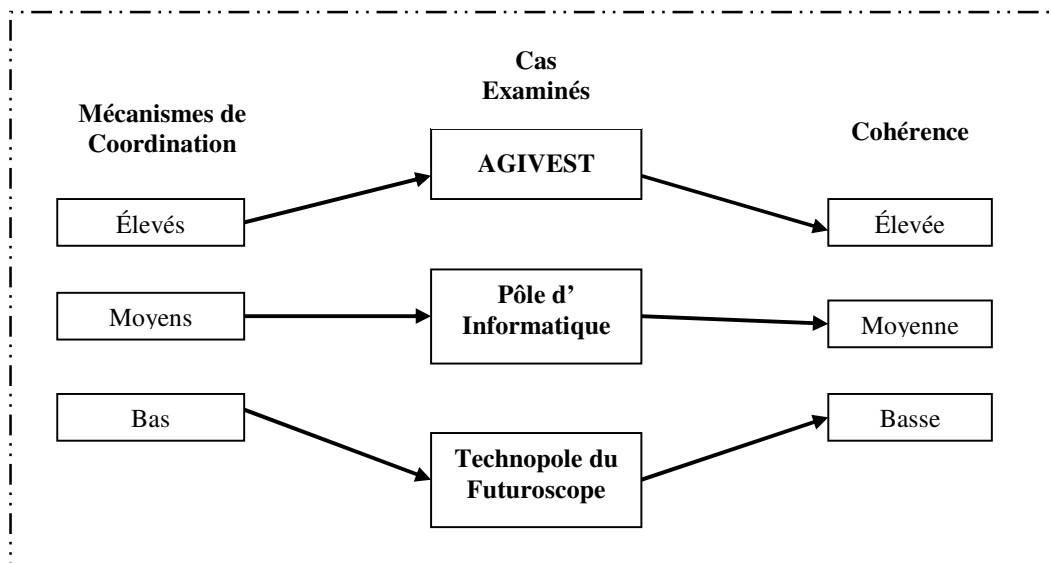 Cas
Examinés
Mécanismes de
Coordination
Cohérence
AGIVEST
Élevés
Élevée
Pôle d’
Informatique
Moyens
Moyenne
Bas
Basse
Technopole du
Futuroscope